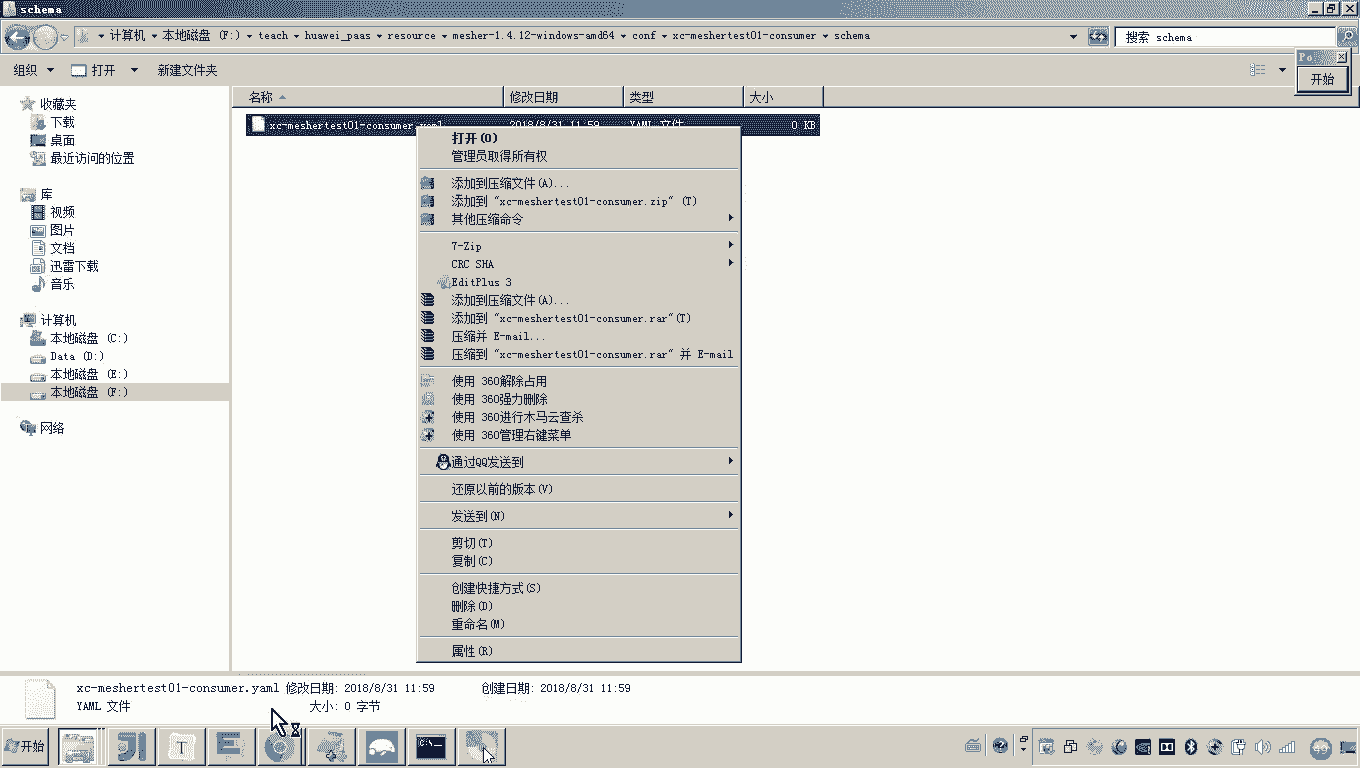 schema
计算机 本地磁盘 (F:) teach huawei_paas resource mesher-1.4.12-windows-amd64 conf xc-meshertest01-consumer schema
搜索 schema
组织 打开 新建文件夹
开始
名称 修改日期 类型 大小
收藏夹
下载
桌面
最近访问的位置
库
视频
图片
文档
迅雷下载
音乐
计算机
本地磁盘 (C:)
Data (D:)
本地磁盘 (E:)
本地磁盘 (F:)
网络
xc-meshertest01-consumer.yaml 2018/8/31 11:59 YAML 文件 0 KB
打开(O)
管理员取得所有权
添加到压缩文件(A)...
添加到 "xc-meshertest01-consumer.zip" (T)
其他压缩命令
7-Zip
CRC SHA
EditPlus 3
添加到压缩文件(A)...
添加到 "xc-meshertest01-consumer.rar"(T)
压缩并 E-mail...
压缩到 "xc-meshertest01-consumer.rar" 并 E-mail
使用 360解除占用
使用 360强力删除
使用 360进行木马云查杀
使用 360管理右键菜单
通过QQ发送到
还原以前的版本(V)
发送到(N)
剪切(T)
复制(C)
创建快捷方式(S)
删除(D)
重命名(M)
属性(R)
xc-meshertest01-consumer.yaml 修改日期: 2018/8/31 11:59 创建日期: 2018/8/31 11:59
YAML 文件 大小: 0 字节
开始